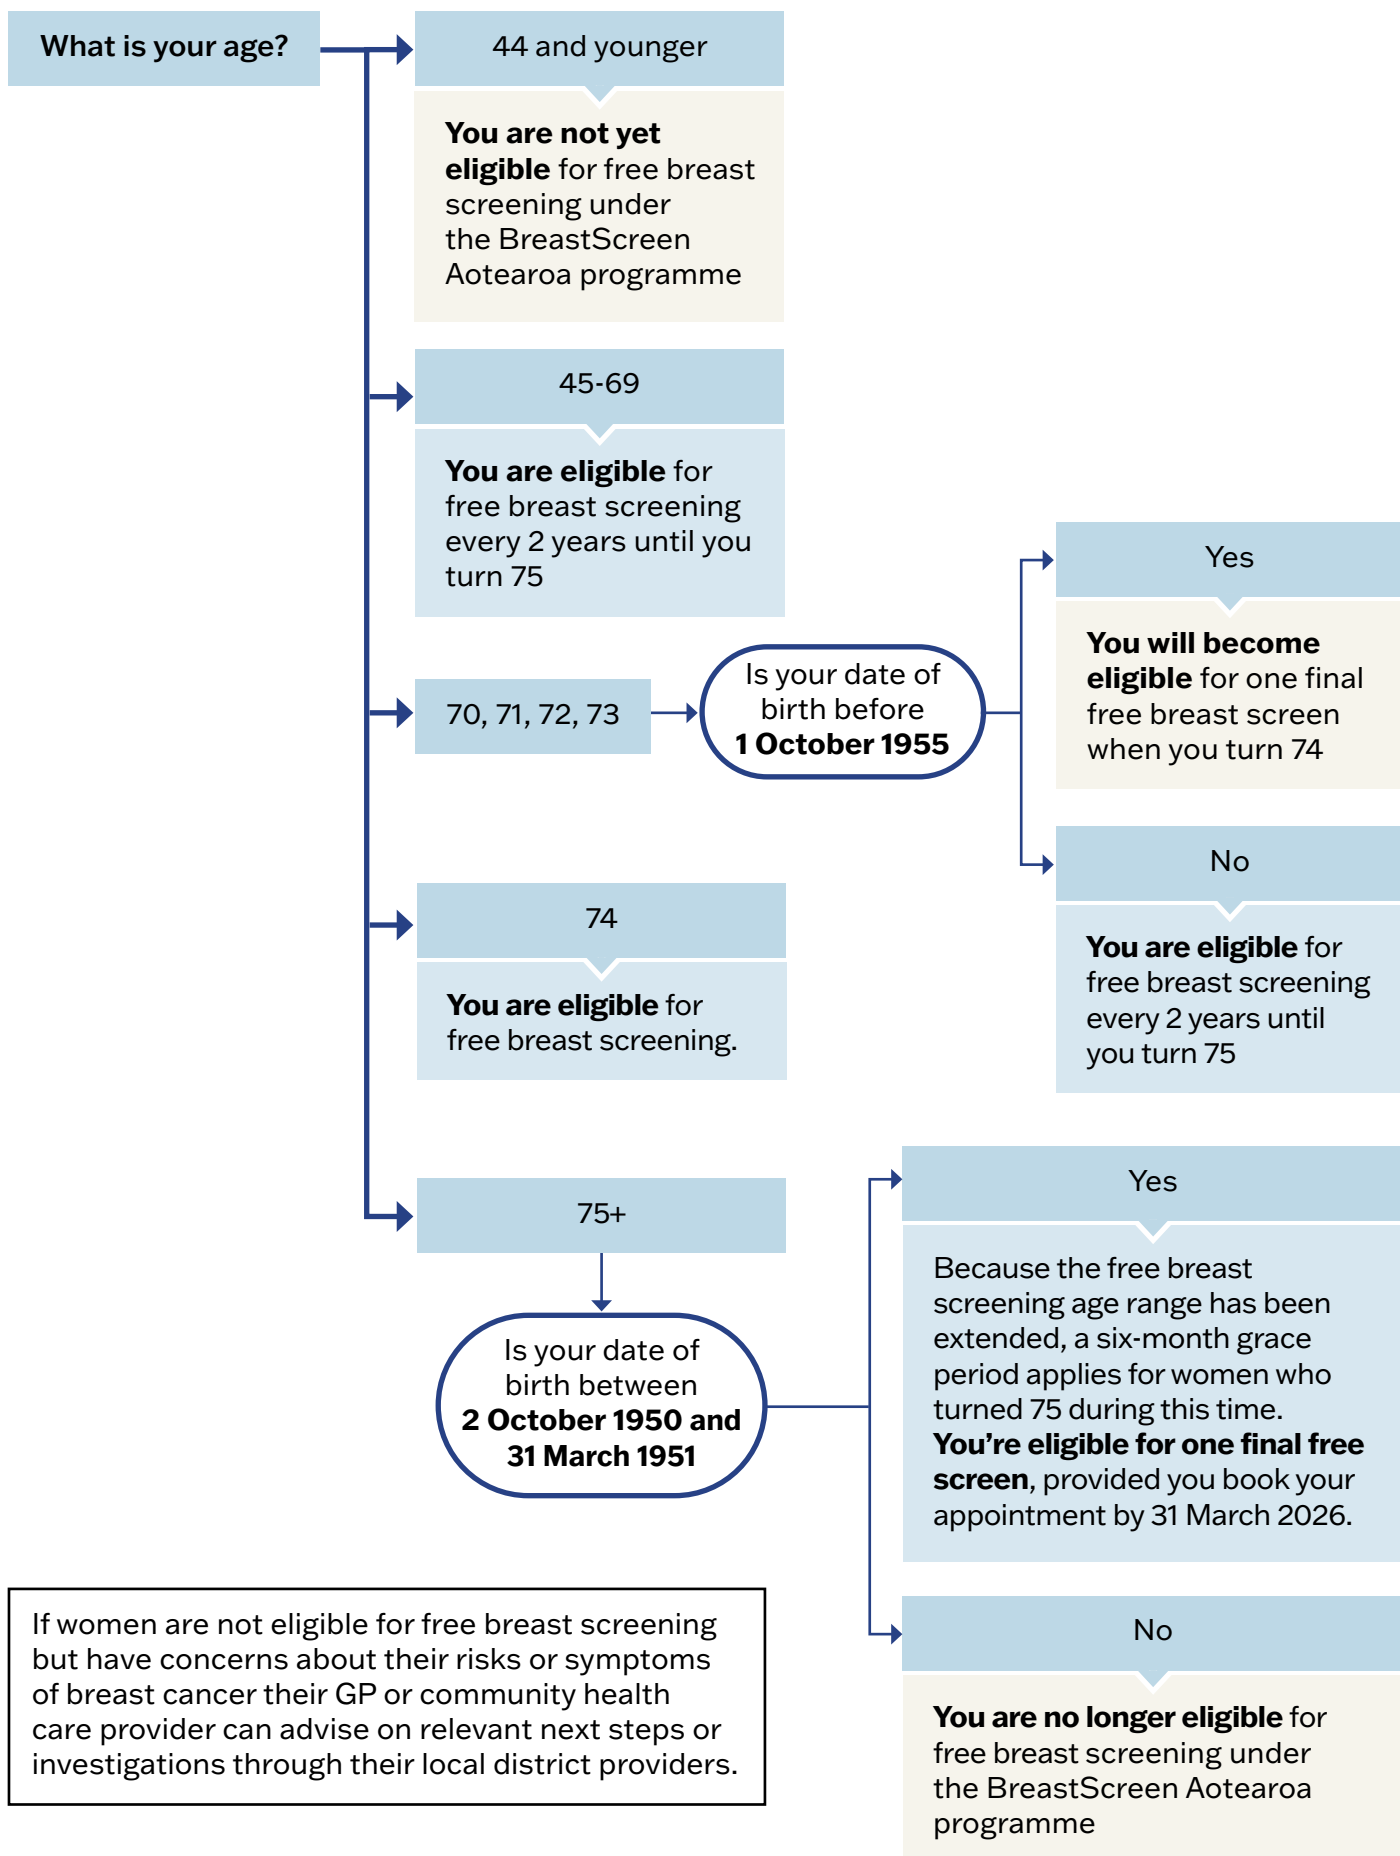 What is your age?
44 and younger
You are not yet
eligible for free breast
screening under
the BreastScreen
Aotearoa programme
45-69
You are eligible for
free breast screening
every 2 years until you
turn 75
70, 71, 72, 73
Is your date of
birth before
1 October 1955
Yes
You will become
eligible for one final
free breast screen
when you turn 74
No
You are eligible for
free breast screening
every 2 years until
you turn 75
74
You are eligible for
free breast screening.
75+
Is your date of
birth between
2 October 1950 and
31 March 1951
Yes
Because the free breast
screening age range has been
extended, a six-month grace
period applies for women who
turned 75 during this time.
You’re eligible for one final free
screen, provided you book your
appointment by 31 March 2026.
No
You are no longer eligible for
free breast screening under
the BreastScreen Aotearoa
programme
If women are not eligible for free breast screening
but have concerns about their risks or symptoms
of breast cancer their GP or community health
care provider can advise on relevant next steps or
investigations through their local district providers.